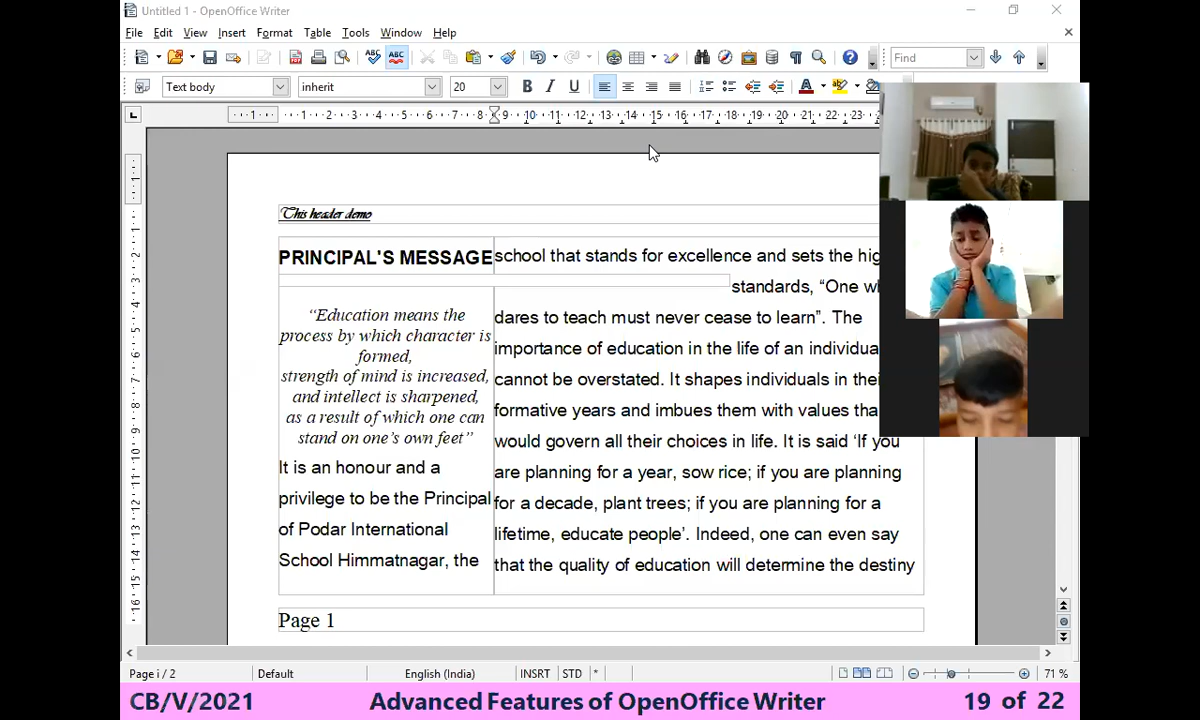 Untitled 1 - OpenOffice Writer
File Edit View Insert Format Table Tools Window Help
Find
Text body inherit 20
This header demo
PRINCIPAL'S MESSAGE
“Education means the
process by which character is
formed,
strength of mind is increased,
and intellect is sharpened,
as a result of which one can
stand on one’s own feet”
It is an honour and a
privilege to be the Principal
of Podar International
School Himmatnagar, the
school that stands for excellence and sets the
standards, “One
dares to teach must never cease to learn”. The
importance of education in the life of an
cannot be overstated. It shapes individuals in
formative years and imbues them with values
would govern all their choices in life. It is said ‘If you
are planning for a year, sow rice; if you are planning
for a decade, plant trees; if you are planning for a
lifetime, educate people’. Indeed, one can even say
that the quality of education will determine the destiny
Page 1
Page i / 2 Default English (India) INSRT STD * 71 %
CB/V/2021 Advanced Features of OpenOffice Writer 19 of 22